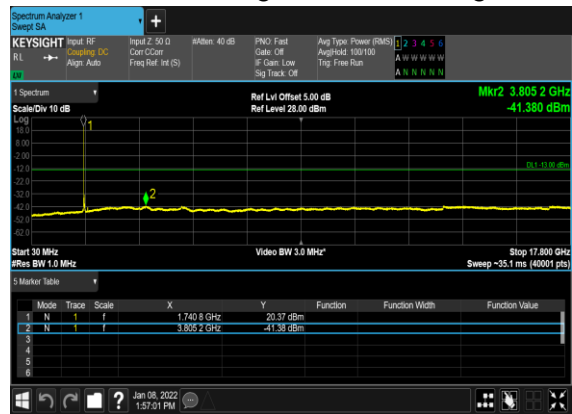 Spectrum Analyzer 1
Swept SA
+
KEYSIGHT Input: RF Input Z: 50 Ω #Atten: 40 dB PNO: Fast Avg Type: Power (RMS) 1 2 3 4 5 6
RL Coupling: DC Corr CCorr Gate: Off Avg|Hold: 100/100 A W W W W W
Align: Auto Freq Ref: Int (S) IF Gain: Low Trig: Free Run
LXI Sig Track: Off A N N N N N
1 Spectrum Ref Lvl Offset 5.00 dB Mkr2 3.805 2 GHz
Scale/Div 10 dB Ref Level 28.00 dBm -41.380 dBm
Log
18.0
8.00
-2.00
-12.0
-22.0
-32.0
-42.0
-52.0
-62.0
1
DL1 -13.00 dBm
2
Start 30 MHz Video BW 3.0 MHz* Stop 17.800 GHz
#Res BW 1.0 MHz Sweep ~35.1 ms (40001 pts)
5 Marker Table
Mode Trace Scale X Y Function Function Width Function Value
1 N 1 f 1.740 8 GHz 20.37 dBm
2 N 1 f 3.805 2 GHz -41.38 dBm
3
4
5
6
? Jan 08, 2022
1:57:01 PM